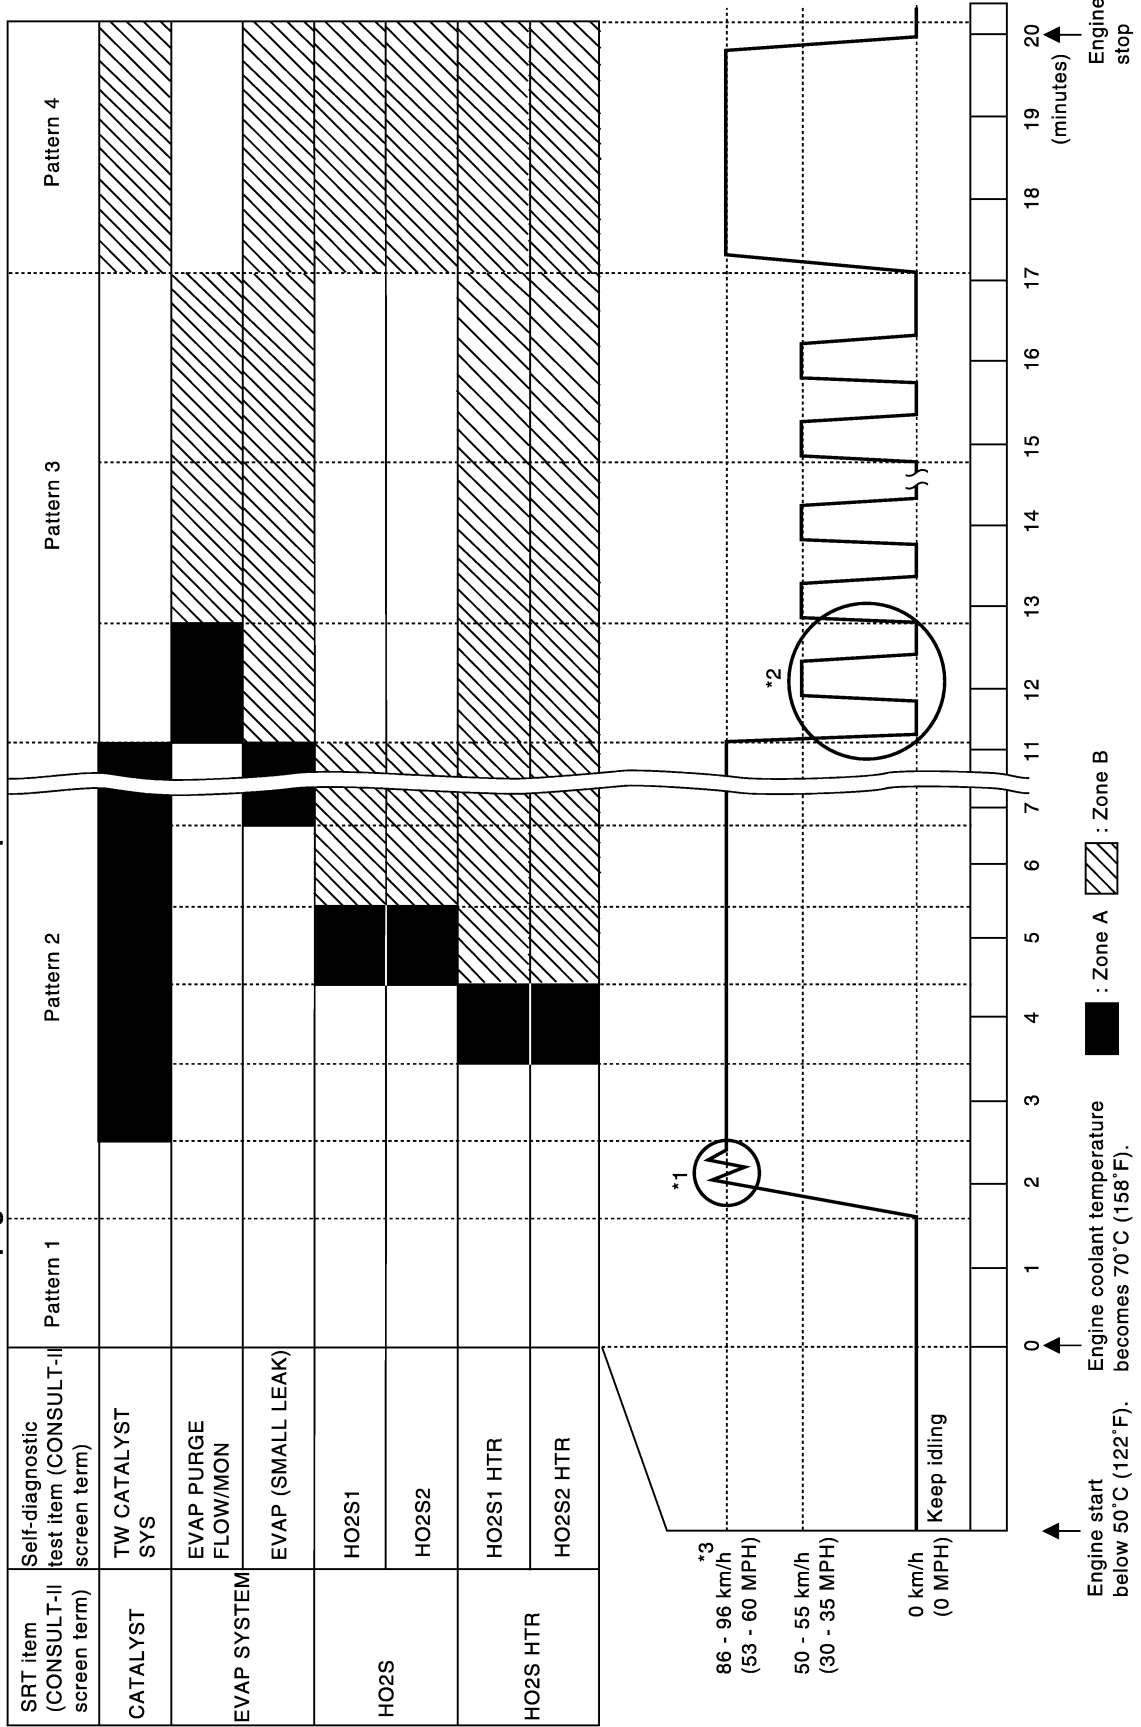 SRT item
(CONSULT-II
screen term)
Self-diagnostic
test item (CONSULT-II
screen term)
Pattern 1
Pattern 2
Pattern 3
Pattern 4
CATALYST
TW CATALYST
SYS
EVAP SYSTEM
EVAP PURGE
FLOW/MON
EVAP (SMALL LEAK)
HO2S
HO2S1
HO2S2
HO2S HTR
HO2S1 HTR
HO2S2 HTR
*3
86 - 96 km/h
(53 - 60 MPH)
50 - 55 km/h
(30 - 35 MPH)
0 km/h
(0 MPH)
Keep idling
*1
*2
0 1 2 3 4 5 6 7 11 12 13 14 15 16 17 18 19 20
(minutes)
Engine start
below 50˚C (122˚F).
Engine coolant temperature
becomes 70˚C (158˚F).
: Zone A
: Zone B
Engine
stop